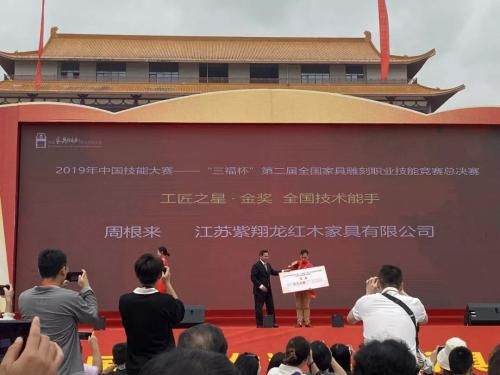 2019年中国技能大赛——“三福杯”第二届全国家具雕刻职业技能竞赛总决赛
工匠之星·金奖 全国技术能手
周根来 江苏紫翔龙红木家具有限公司